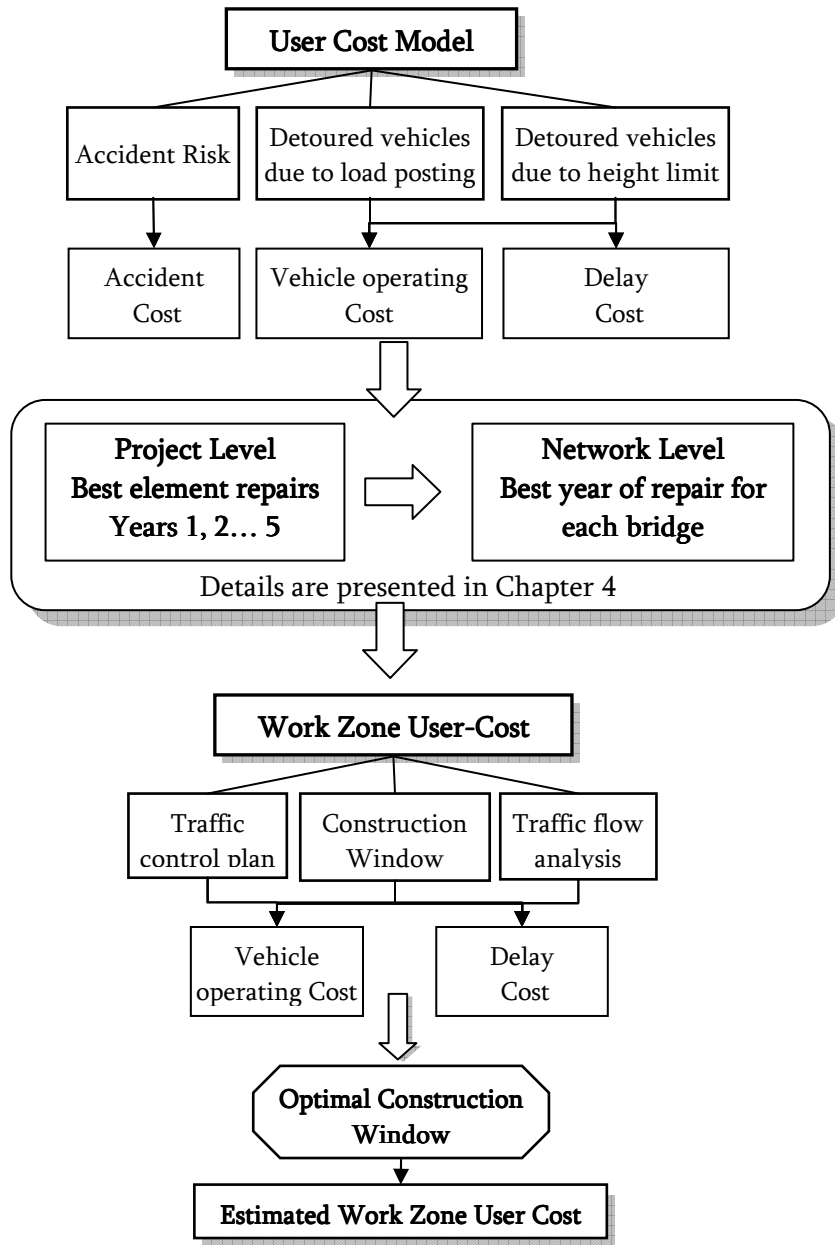 User Cost Model
Accident Risk
Detoured vehicles
due to load posting
Detoured vehicles
due to height limit
Accident
Cost
Vehicle operating
Cost
Delay
Cost
Project Level
Best element repairs
Years 1, 2… 5
Network Level
Best year of repair for
each bridge
Details are presented in Chapter 4
Work Zone User-Cost
Traffic
control plan
Construction
Window
Traffic flow
analysis
Vehicle
operating Cost
Delay
Cost
Optimal Construction
Window
Estimated Work Zone User Cost